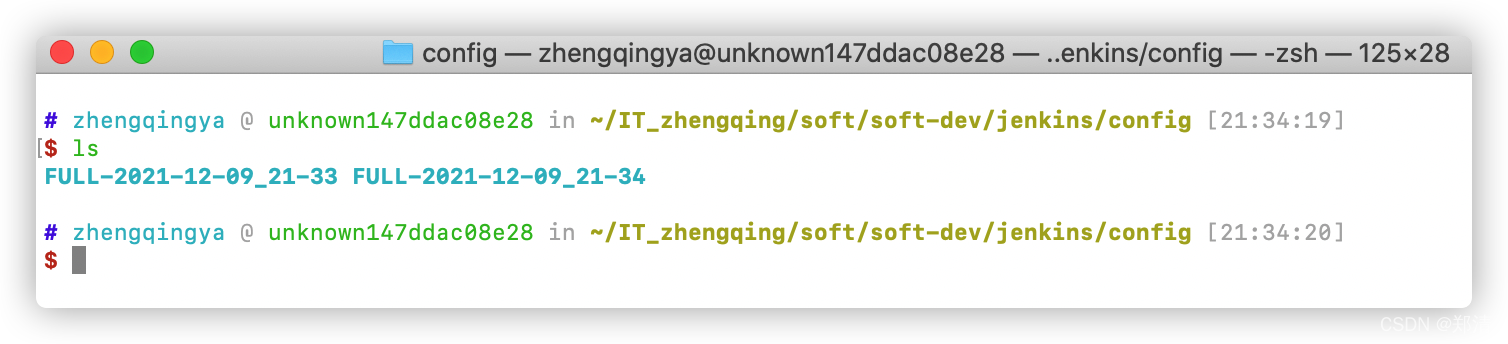 config — zhengqingya@unknown147ddac08e28 — ..enkins/config — -zsh — 125×28
# zhengqingya @ unknown147ddac08e28 in ~/IT_zhengqing/soft/soft-dev/jenkins/config [21:34:19]
[$ ls
FULL-2021-12-09_21-33 FULL-2021-12-09_21-34
# zhengqingya @ unknown147ddac08e28 in ~/IT_zhengqing/soft/soft-dev/jenkins/config [21:34:20]
$
CSDN @郑